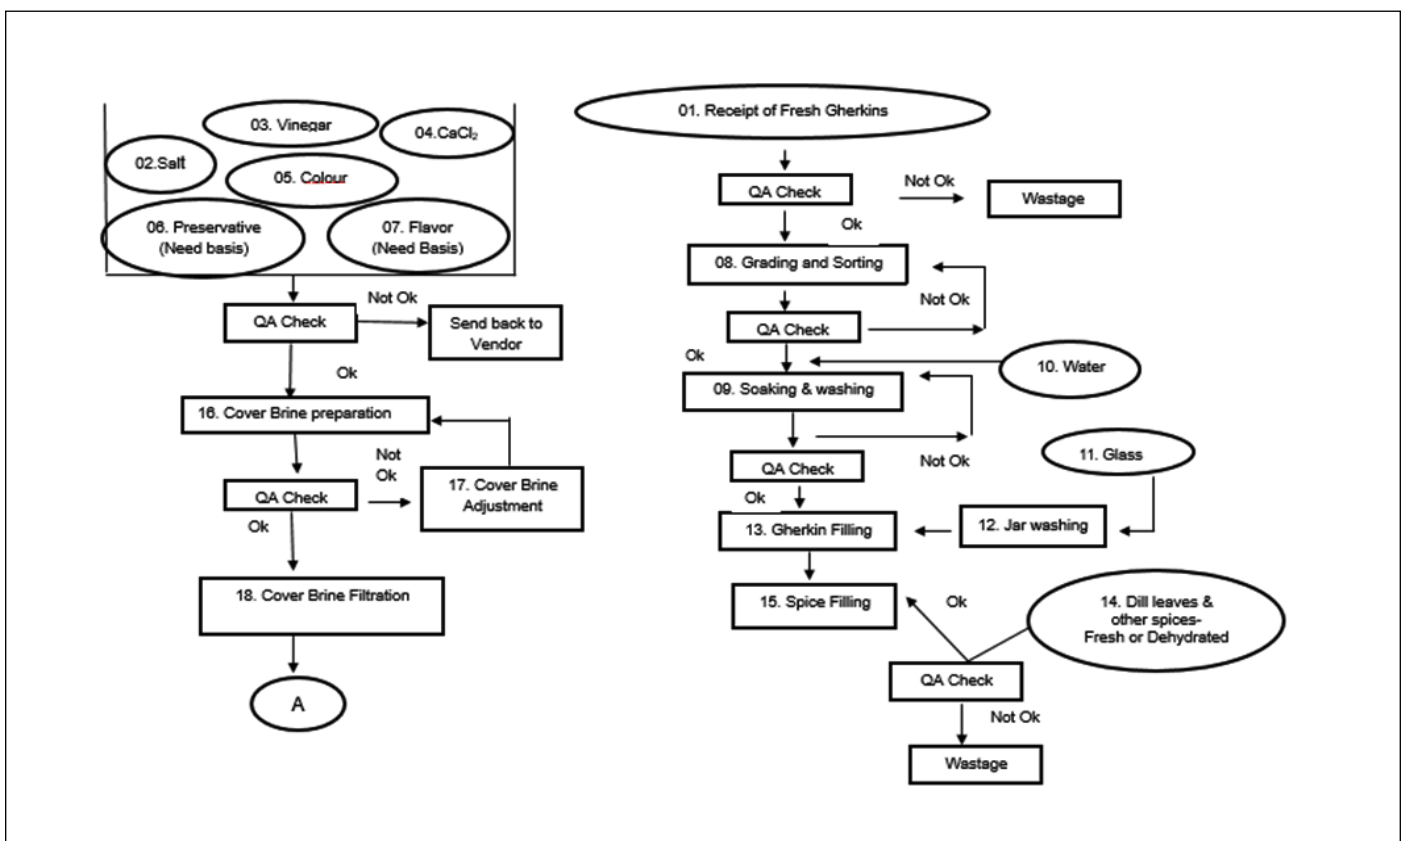 03. Vinegar
04.CaCl₂
02.Salt
05. Colour
06. Preservative
(Need basis)
07. Flavor
(Need Basis)
QA Check
Not Ok
Send back to
Vendor
Ok
16. Cover Brine preparation
Not
Ok
QA Check
17. Cover Brine
Adjustment
Ok
18. Cover Brine Filtration
A
01. Receipt of Fresh Gherkins
QA Check
Not Ok
Wastage
Ok
08. Grading and Sorting
Not Ok
QA Check
Ok
10. Water
09. Soaking & washing
Not Ok
QA Check
11. Glass
Ok
13. Gherkin Filling
12. Jar washing
15. Spice Filling
Ok
14. Dill leaves &
other spices-
Fresh or Dehydrated
QA Check
Not Ok
Wastage